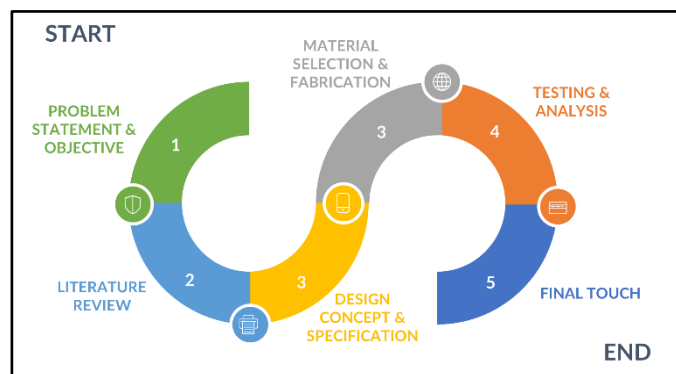 START
PROBLEM
STATEMENT &
OBJECTIVE
1
LITERATURE
REVIEW
2
3
DESIGN
CONCEPT &
SPECIFICATION
MATERIAL
SELECTION &
FABRICATION
3
4
TESTING &
ANALYSIS
5
FINAL TOUCH
END